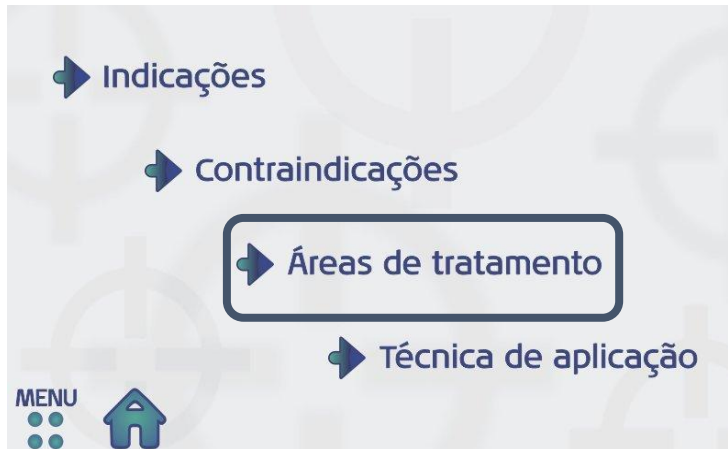 Indicações
Contraindicações
Áreas de tratamento
Técnica de aplicação
MENU